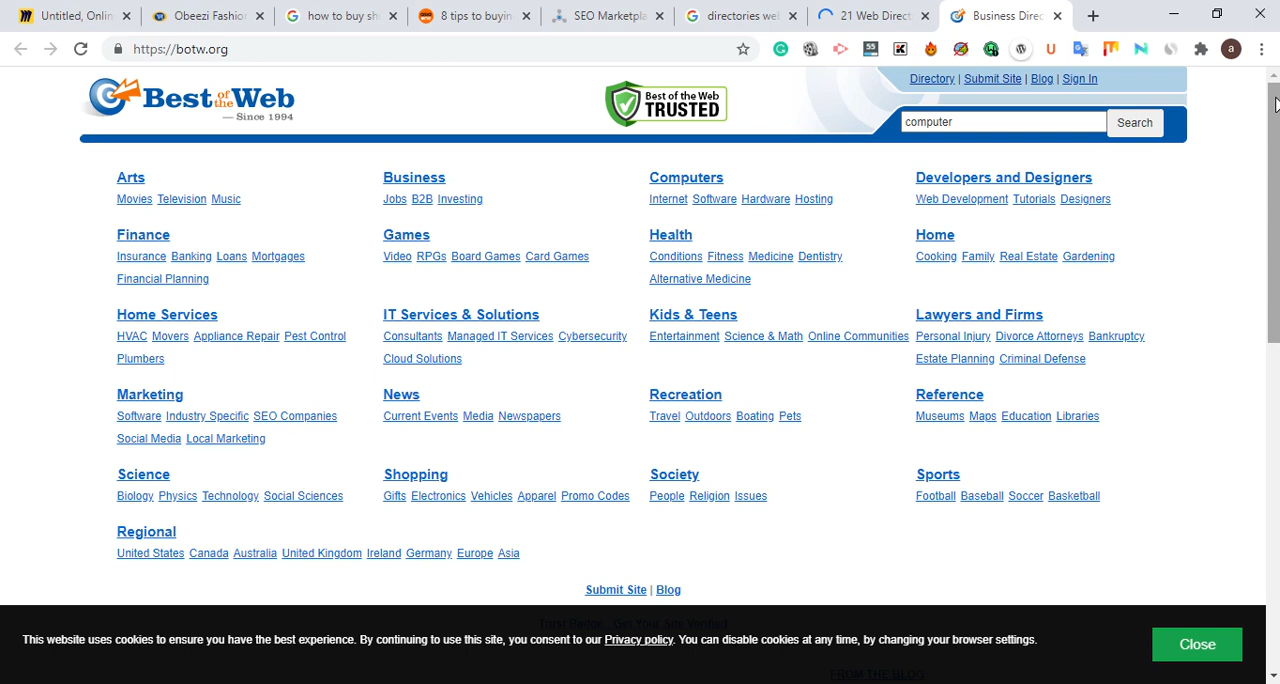 Untitled, Onlin
Obeezi Fashio
how to buy sh
8 tips to buyin
SEO Marketpla
directories we
21 Web Direct
Business Direc
https://botw.org
55
a
Directory | Submit Site | Blog | Sign In
Best of the Web
— Since 1994
Best of the Web
TRUSTED
computer
Search
Arts
Movies Television Music
Business
Jobs B2B Investing
Computers
Internet Software Hardware Hosting
Developers and Designers
Web Development Tutorials Designers
Finance
Insurance Banking Loans Mortgages
Financial Planning
Games
Video RPGs Board Games Card Games
Health
Conditions Fitness Medicine Dentistry
Alternative Medicine
Home
Cooking Family Real Estate Gardening
Home Services
HVAC Movers Appliance Repair Pest Control
Plumbers
IT Services & Solutions
Consultants Managed IT Services Cybersecurity
Cloud Solutions
Kids & Teens
Entertainment Science & Math Online Communities
Lawyers and Firms
Personal Injury Divorce Attorneys Bankruptcy
Estate Planning Criminal Defense
Marketing
Software Industry Specific SEO Companies
Social Media Local Marketing
News
Current Events Media Newspapers
Recreation
Travel Outdoors Boating Pets
Reference
Museums Maps Education Libraries
Science
Biology Physics Technology Social Sciences
Shopping
Gifts Electronics Vehicles Apparel Promo Codes
Society
People Religion Issues
Sports
Football Baseball Soccer Basketball
Regional
United States Canada Australia United Kingdom Ireland Germany Europe Asia
Submit Site | Blog
This website uses cookies to ensure you have the best experience. By continuing to use this site, you consent to our Privacy policy. You can disable cookies at any time, by changing your browser settings.
Close
FROM THE BLOG